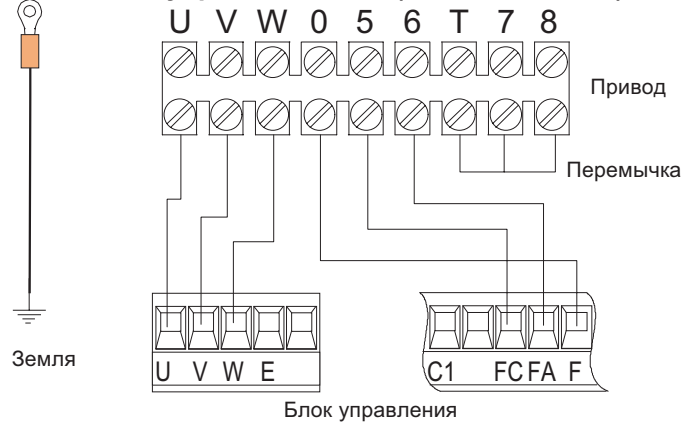 U V W 0 5 6 T 7 8
Привод
Перемычка
Земля
U V W E
C1 FC FA F
Блок управления